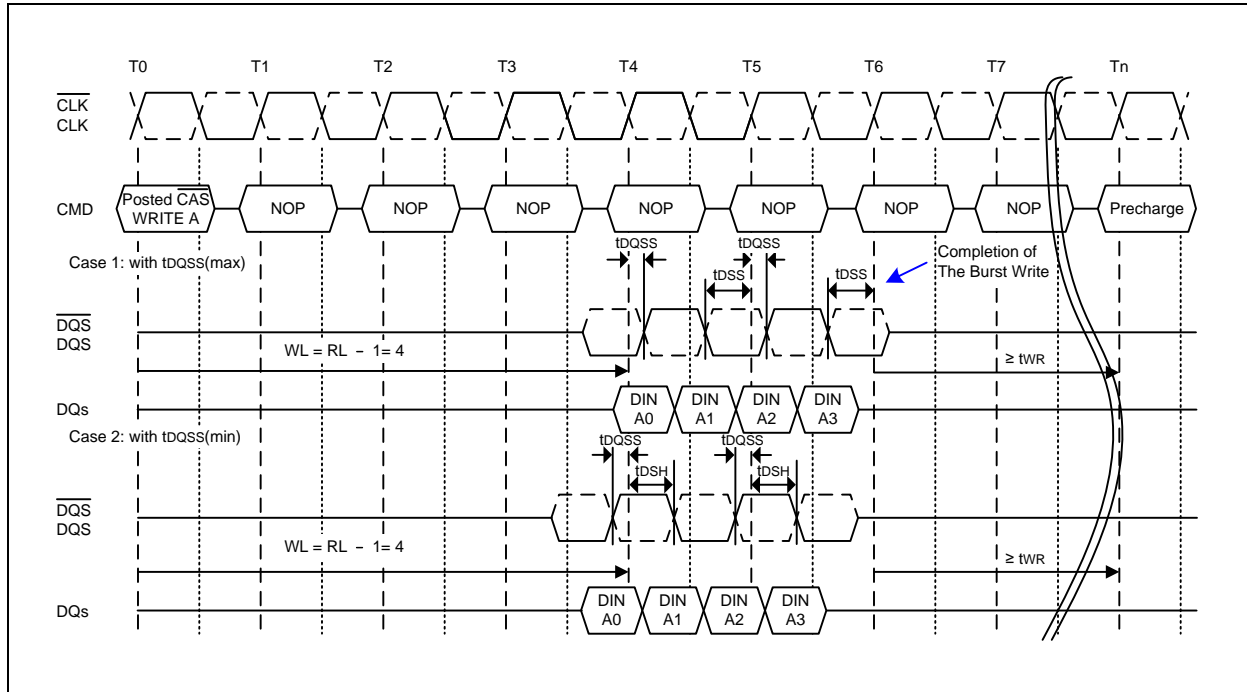 T0 T1 T2 T3 T4 T5 T6 T7 Tn
CLK
CLK
CMD
Posted CAS
WRITE A
NOP NOP NOP NOP NOP NOP NOP Precharge
Case 1: with tDQSS(max)
tDQSS tDQSS
tDSS tDSS
Completion of
The Burst Write
DQS
DQS
WL = RL - 1= 4
≥ tWR
DQs
DIN
A0
DIN
A1
DIN
A2
DIN
A3
Case 2: with tDQSS(min)
tDQSS tDQSS
tDSH tDSH
DQS
DQS
WL = RL - 1= 4
≥ tWR
DQs
DIN
A0
DIN
A1
DIN
A2
DIN
A3